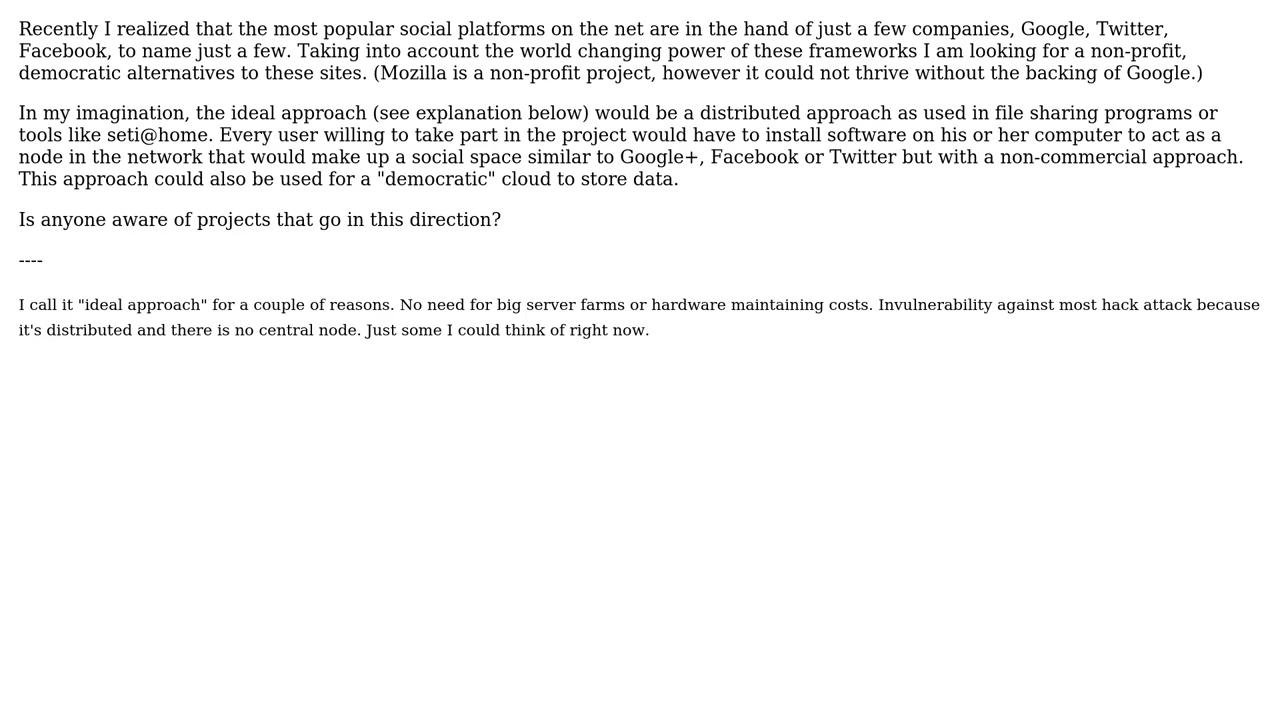 Recently I realized that the most popular social platforms on the net are in the hand of just a few companies, Google, Twitter,
Facebook, to name just a few. Taking into account the world changing power of these frameworks I am looking for a non-profit,
democratic alternatives to these sites. (Mozilla is a non-profit project, however it could not thrive without the backing of Google.)
In my imagination, the ideal approach (see explanation below) would be a distributed approach as used in file sharing programs or
tools like seti@home. Every user willing to take part in the project would have to install software on his or her computer to act as a
node in the network that would make up a social space similar to Google+, Facebook or Twitter but with a non-commercial approach.
This approach could also be used for a "democratic" cloud to store data.
Is anyone aware of projects that go in this direction?
----
I call it "ideal approach" for a couple of reasons. No need for big server farms or hardware maintaining costs. Invulnerability against most hack attack because
it's distributed and there is no central node. Just some I could think of right now.